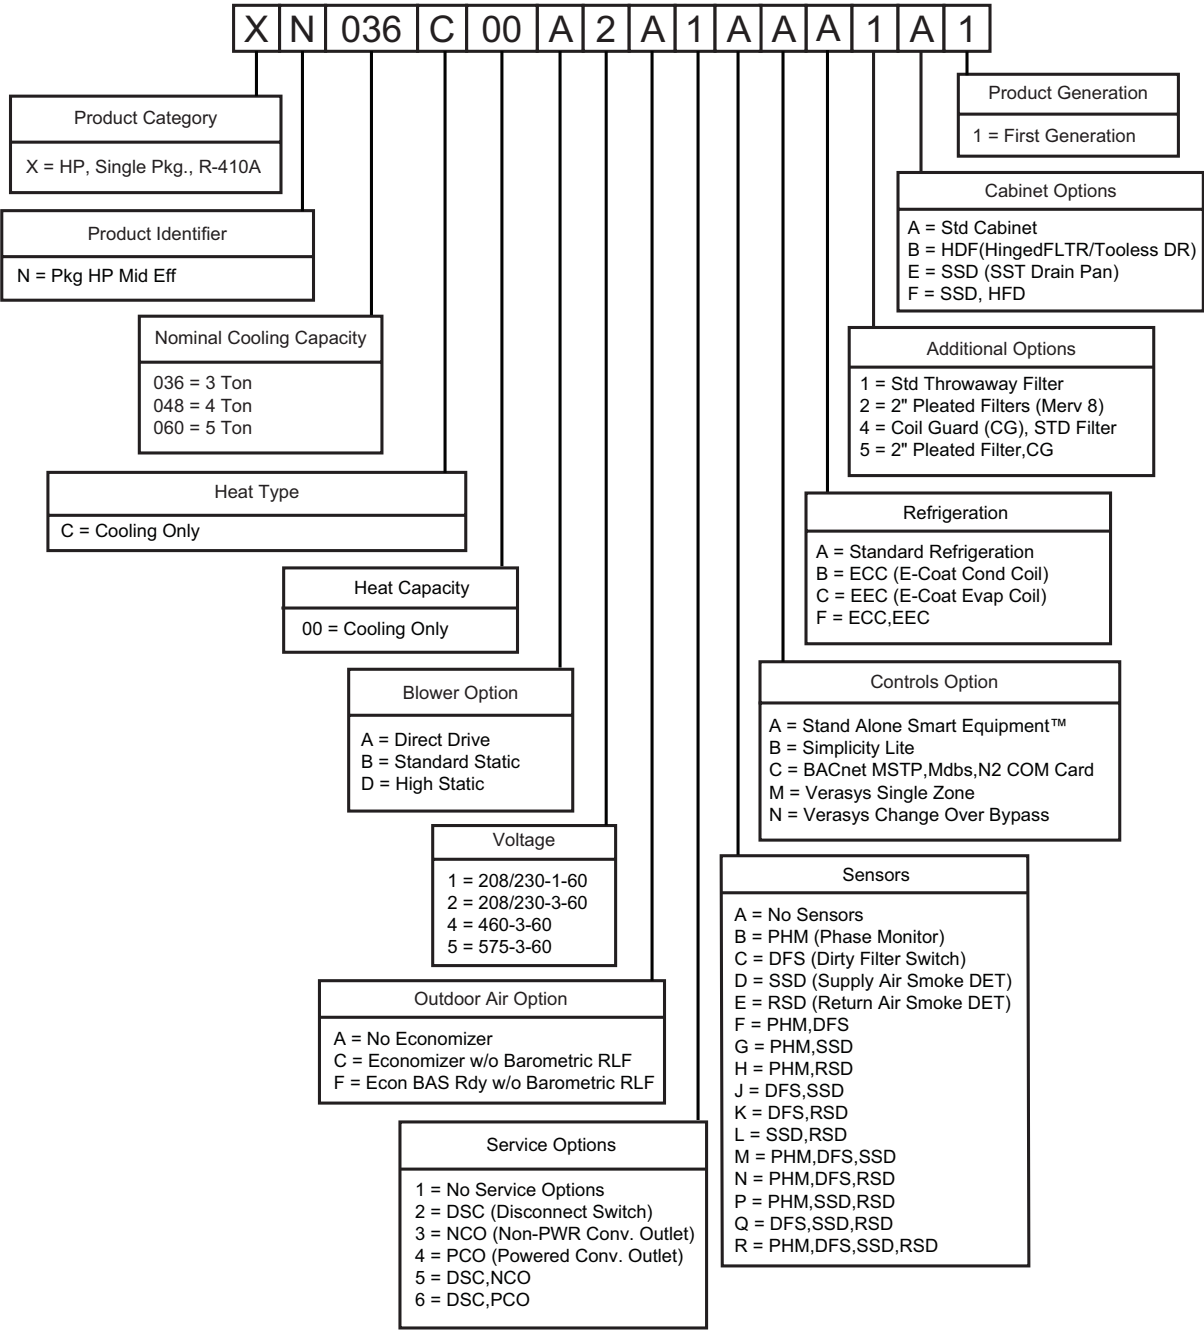 X N 036 C 00 A 2 A 1 A A A 1 A 1
Product Category
X = HP, Single Pkg., R-410A
Product Identifier
N = Pkg HP Mid Eff
Nominal Cooling Capacity
036 = 3 Ton
048 = 4 Ton
060 = 5 Ton
Heat Type
C = Cooling Only
Heat Capacity
00 = Cooling Only
Blower Option
A = Direct Drive
B = Standard Static
D = High Static
Voltage
1 = 208/230-1-60
2 = 208/230-3-60
4 = 460-3-60
5 = 575-3-60
Outdoor Air Option
A = No Economizer
C = Economizer w/o Barometric RLF
F = Econ BAS Rdy w/o Barometric RLF
Service Options
1 = No Service Options
2 = DSC (Disconnect Switch)
3 = NCO (Non-PWR Conv. Outlet)
4 = PCO (Powered Conv. Outlet)
5 = DSC,NCO
6 = DSC,PCO
Product Generation
1 = First Generation
Cabinet Options
A = Std Cabinet
B = HDF(HingedFLTR/Tooless DR)
E = SSD (SST Drain Pan)
F = SSD, HFD
Additional Options
1 = Std Throwaway Filter
2 = 2" Pleated Filters (Merv 8)
4 = Coil Guard (CG), STD Filter
5 = 2" Pleated Filter,CG
Refrigeration
A = Standard Refrigeration
B = ECC (E-Coat Cond Coil)
C = EEC (E-Coat Evap Coil)
F = ECC,EEC
Controls Option
A = Stand Alone Smart Equipment™
B = Simplicity Lite
C = BACnet MSTP,Mdbs,N2 COM Card
M = Verasys Single Zone
N = Verasys Change Over Bypass
Sensors
A = No Sensors
B = PHM (Phase Monitor)
C = DFS (Dirty Filter Switch)
D = SSD (Supply Air Smoke DET)
E = RSD (Return Air Smoke DET)
F = PHM,DFS
G = PHM,SSD
H = PHM,RSD
J = DFS,SSD
K = DFS,RSD
L = SSD,RSD
M = PHM,DFS,SSD
N = PHM,DFS,RSD
P = PHM,SSD,RSD
Q = DFS,SSD,RSD
R = PHM,DFS,SSD,RSD